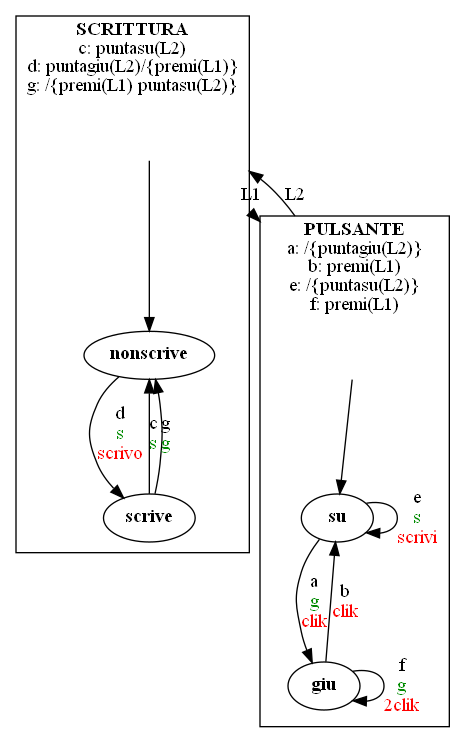 SCRITTURA
c: puntasu(L2)
d: puntagiu(L2)/{premi(L1)}
g: /{premi(L1) puntasu(L2)}
L1
L2
PULSANTE
a: /{puntagiu(L2)}
b: premi(L1)
e: /{puntasu(L2)}
f: premi(L1)
nonscrive
d
s
scrivo
c
s
g
g
scrive
su
e
s
scrivi
a
g
clik
b
clik
giu
f
g
2clik